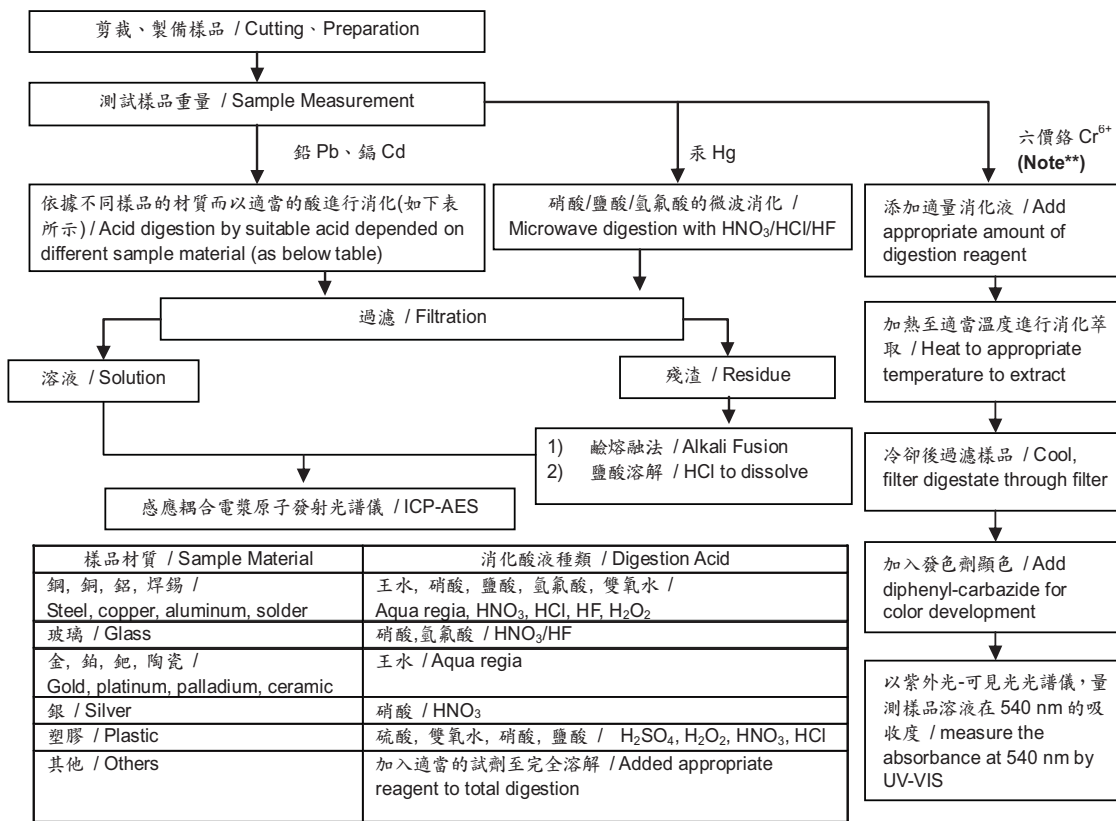 剪裁、製備樣品 / Cutting、Preparation
測試樣品重量 / Sample Measurement
鉛 Pb、鎘 Cd
汞 Hg
六價鉻 Cr⁶⁺
(Note**)
依據不同樣品的材質而以適當的酸進行消化(如下表
所示) / Acid digestion by suitable acid depended on
different sample material (as below table)
硝酸/鹽酸/氫氟酸的微波消化 /
Microwave digestion with HNO₃/HCl/HF
添加適量消化液 / Add
appropriate amount of
digestion reagent
過濾 / Filtration
加熱至適當溫度進行消化萃
取 / Heat to appropriate
temperature to extract
溶液 / Solution
殘渣 / Residue
1) 鹼熔融法 / Alkali Fusion
2) 鹽酸溶解 / HCl to dissolve
冷卻後過濾樣品 / Cool,
filter digestate through filter
感應耦合電漿原子發射光譜儀 / ICP-AES
加入發色劑顯色 / Add
diphenyl-carbazide for
color development
以紫外光-可見光光譜儀，量
測樣品溶液在 540 nm 的吸
收度 / measure the
absorbance at 540 nm by
UV-VIS
樣品材質 / Sample Material
消化酸液種類 / Digestion Acid
鋼, 銅, 鋁, 焊錫 /
Steel, copper, aluminum, solder
王水, 硝酸, 鹽酸, 氫氟酸, 雙氧水 /
Aqua regia, HNO₃, HCl, HF, H₂O₂
玻璃 / Glass
硝酸,氫氟酸 / HNO₃/HF
金, 鉑, 鈀, 陶瓷 /
Gold, platinum, palladium, ceramic
王水 / Aqua regia
銀 / Silver
硝酸 / HNO₃
塑膠 / Plastic
硫酸, 雙氧水, 硝酸, 鹽酸 / H₂SO₄, H₂O₂, HNO₃, HCl
其他 / Others
加入適當的試劑至完全溶解 / Added appropriate
reagent to total digestion